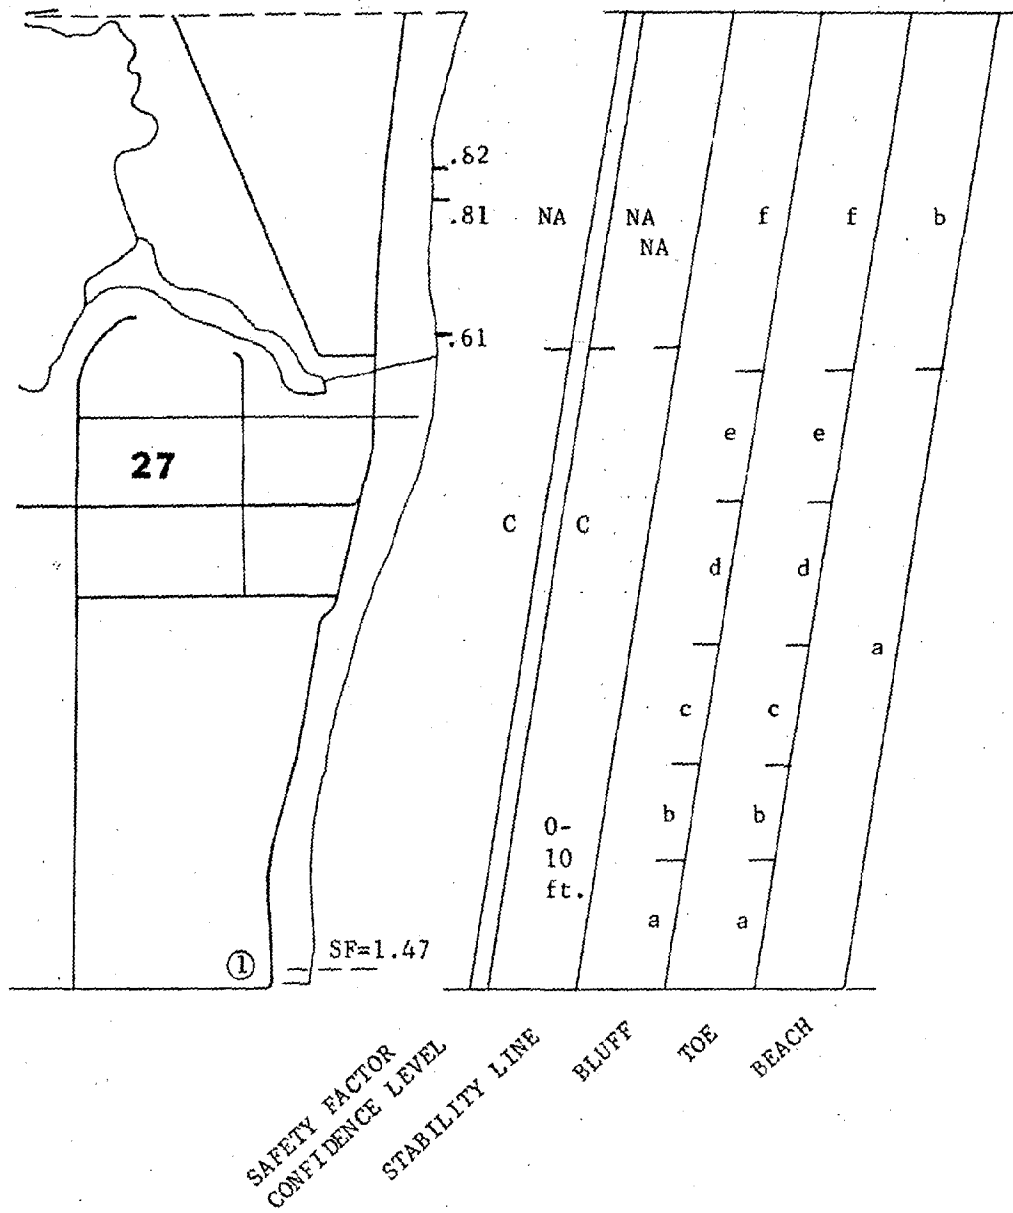 .62
.81
NA
NA
NA
f
f
b
.61
27
e
e
C
C
d
d
a
c
c
0-
10
ft.
b
b
a
a
SF=1.47
①
SAFETY FACTOR
CONFIDENCE LEVEL
STABILITY LINE
BLUFF
TOE
BEACH